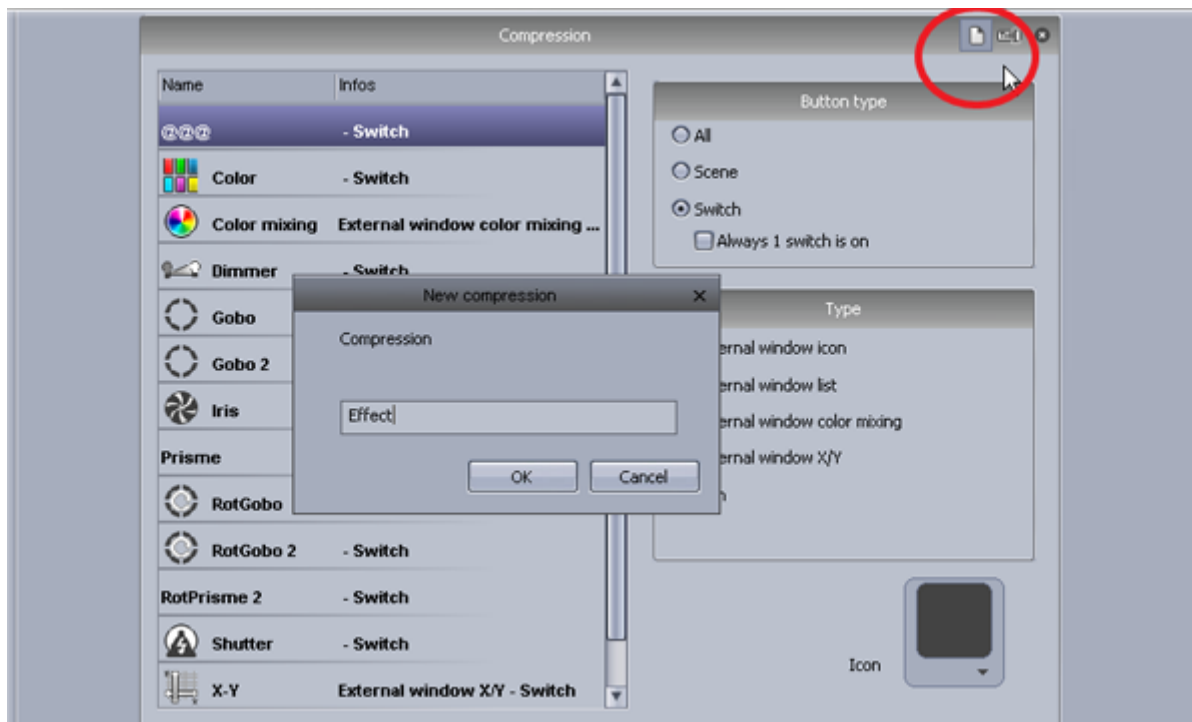 Compression
Name Infos
@@@ - Switch
Color - Switch
Color mixing External window color mixing ...
Dimmer - Switch
Gobo
Gobo 2
Iris
Prisme
RotGobo
RotGobo 2 - Switch
RotPrisme 2 - Switch
Shutter - Switch
X-Y External window X/Y - Switch
New compression
Compression
Effect
OK Cancel
Button type
All
Scene
Switch
Always 1 switch is on
Type
ernal window icon
ernal window list
ernal window color mixing
ernal window X/Y
Icon